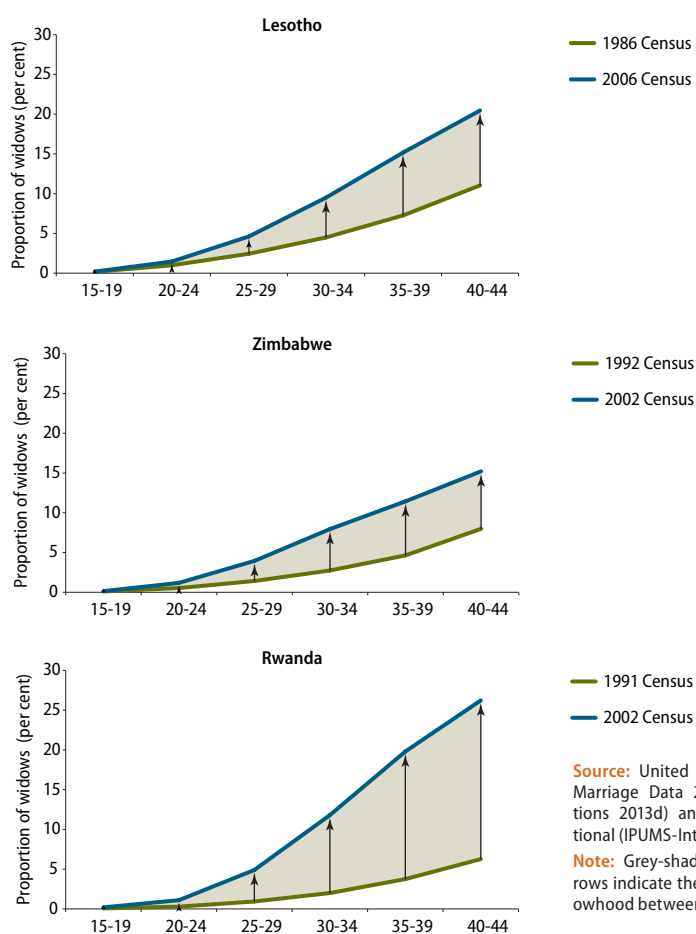 Lesotho
Proportion of widows (per cent)
30
25
20
15
10
5
0
15-19 20-24 25-29 30-34 35-39 40-44
1986 Census
2006 Census
Zimbabwe
Proportion of widows (per cent)
30
25
20
15
10
5
0
15-19 20-24 25-29 30-34 35-39 40-44
1992 Census
2002 Census
Rwanda
Proportion of widows (per cent)
30
25
20
15
10
5
0
15-19 20-24 25-29 30-34 35-39 40-44
1991 Census
2002 Census
Source: United
Marriage Data 2
tions 2013d) an
tional (IPUMS-Int
Note: Grey-shad
rows indicate the
owhood between